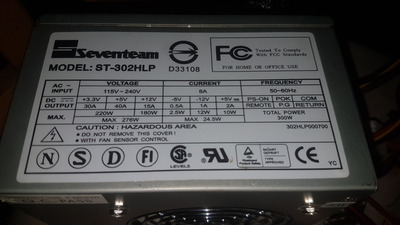 Seventeam
MODEL: ST-302HLP
D33108
FC Tested To Comply
With FCC Standards
FOR HOME OR OFFICE USE
AC - INPUT VOLTAGE CURRENT FREQUENCY
115V~240V 8A 50~60Hz
DC - OUTPUT +3.3V +5V +12V -5V -12V +5V PS-ON POK COM
30A 40A 15A 0.5A 1A 2A REMOTE P.G RETURN
MAX. 220W 180W 2.5W 12W 10W TOTAL POWER
MAX 276W MAX 24.5W 300W
CAUTION : HAZARDOUS AREA 302HLP000700
* DO NOT REMOVE THIS COVER !
* WITH FAN SENSOR CONTROL
N S D FI
CE
YC